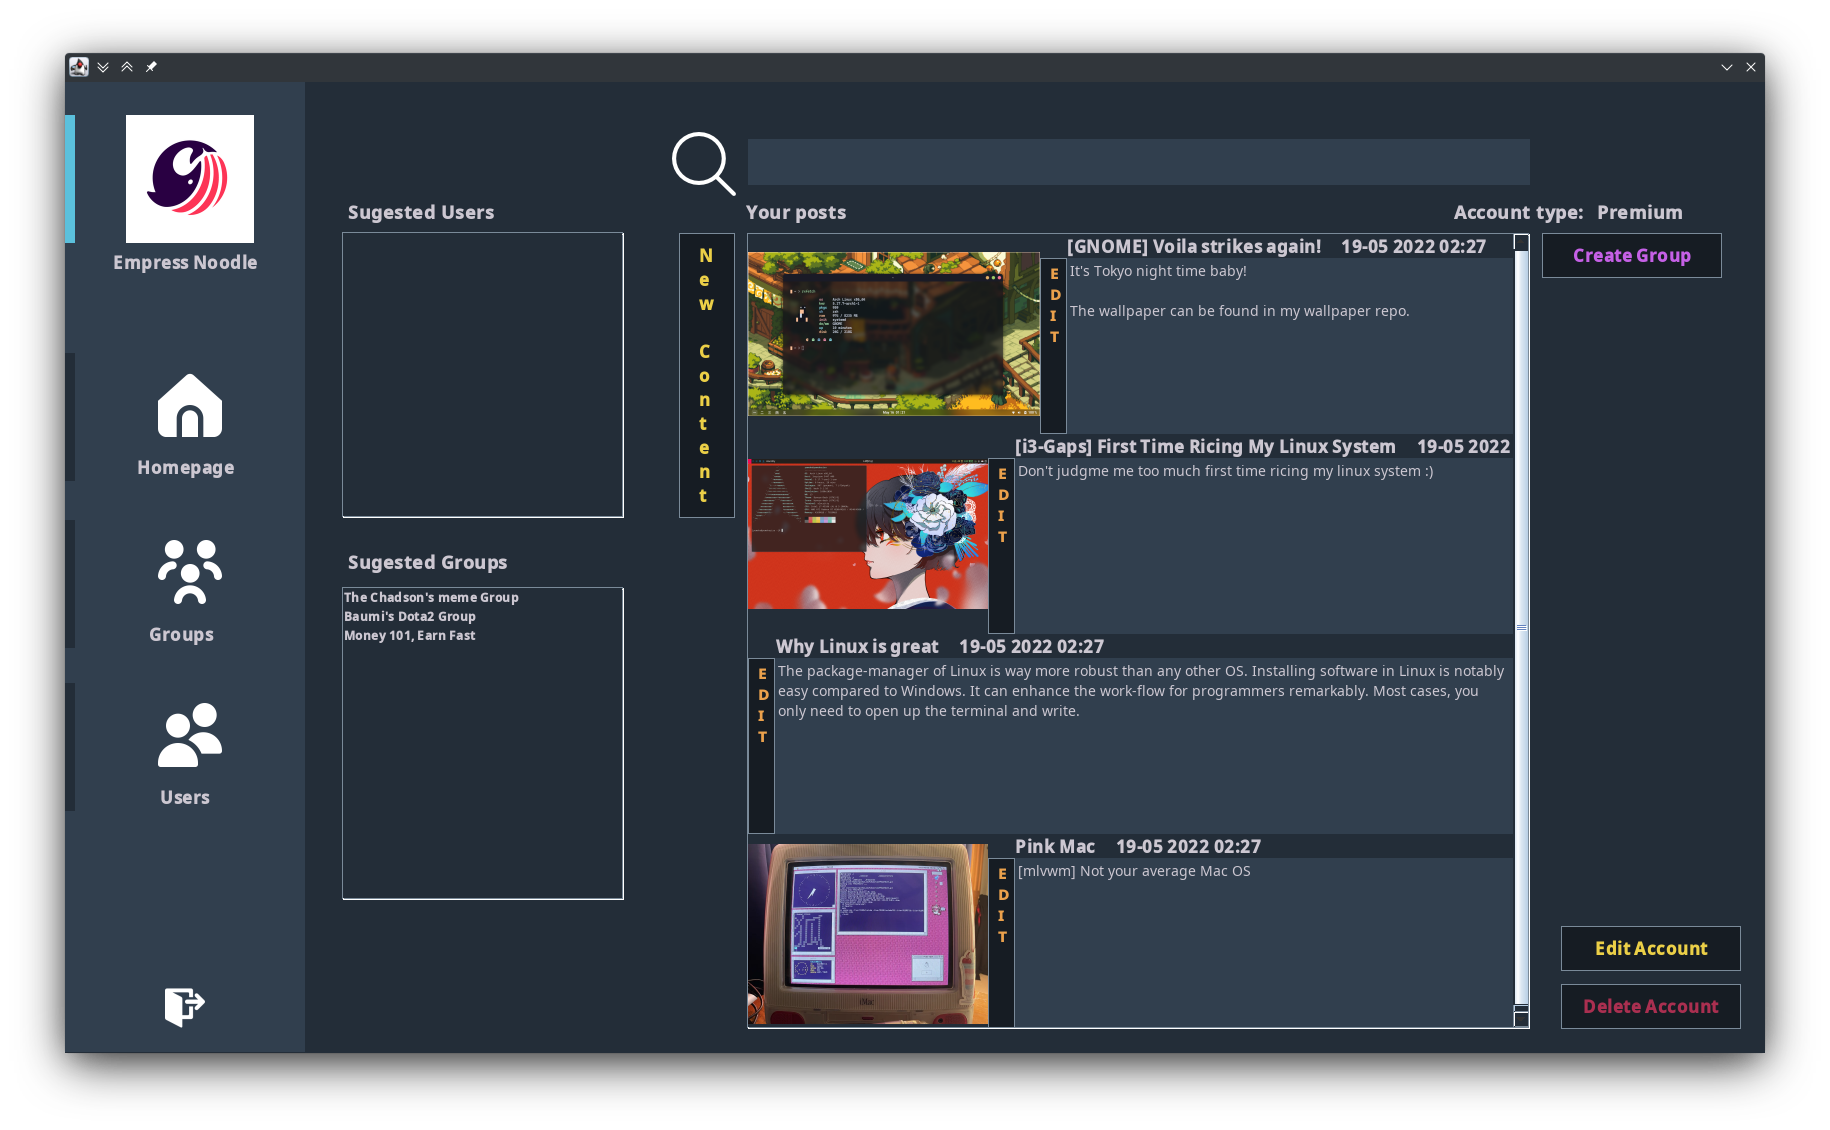 Empress Noodle
Homepage
Groups
Users
Sugested Users
Sugested Groups
The Chadson's meme Group
Baumi's Dota2 Group
Money 101, Earn Fast
New Content
Your posts
Account type: Premium
[GNOME] Voila strikes again! 19-05 2022 02:27
EDIT
It's Tokyo night time baby!
The wallpaper can be found in my wallpaper repo.
[i3-Gaps] First Time Ricing My Linux System 19-05 2022
EDIT
Don't judgme me too much first time ricing my linux system :)
Why Linux is great 19-05 2022 02:27
EDIT
The package-manager of Linux is way more robust than any other OS. Installing software in Linux is notably
easy compared to Windows. It can enhance the work-flow for programmers remarkably. Most cases, you
only need to open up the terminal and write.
Pink Mac 19-05 2022 02:27
EDIT
[mlvwm] Not your average Mac OS
iMac
Create Group
Edit Account
Delete Account